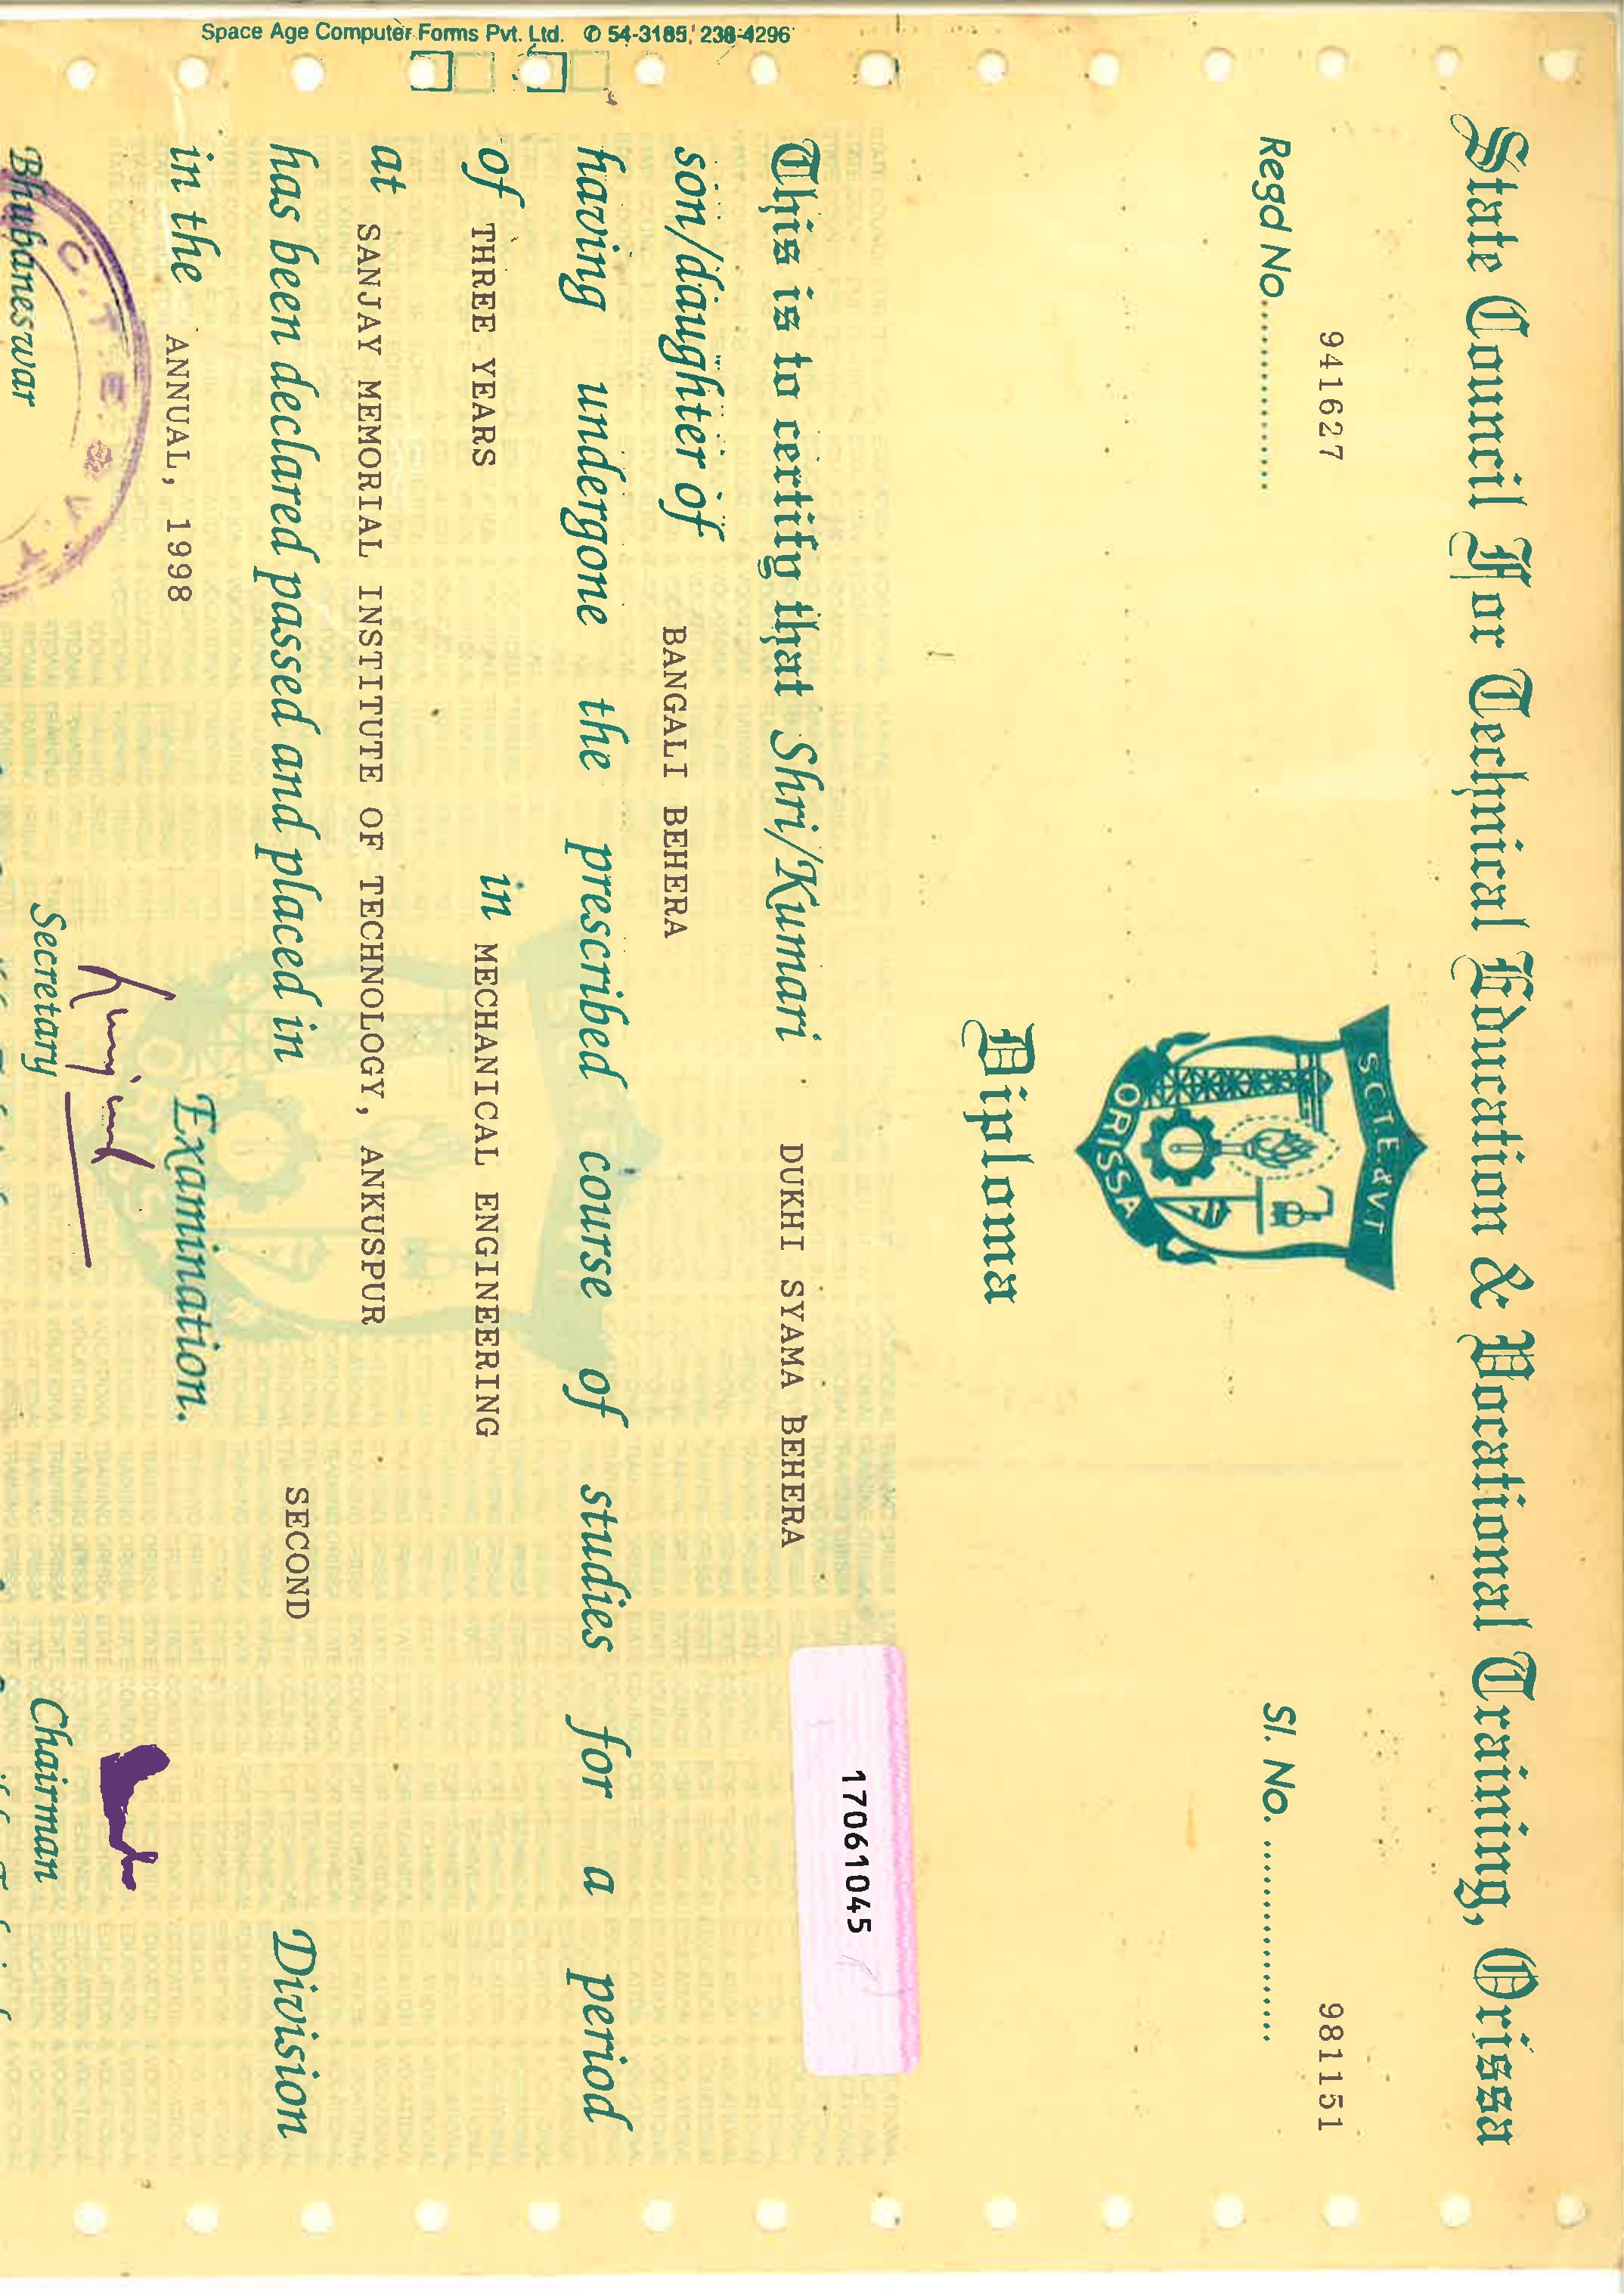 State Council For Technical Education & Vocational Training, Orissa
941627 981151
Regd No............... Sl. No. ..................
S C T E & V T
ORISSA
Diploma
17061045
This is to certify that Shri/Kumari DUKHI SYAMA BEHERA
son/daughter of BANGALI BEHERA
having undergone the prescribed course of studies for a period
of THREE YEARS in MECHANICAL ENGINEERING
at SANJAY MEMORIAL INSTITUTE OF TECHNOLOGY, ANKUSPUR
has been declared passed and placed in SECOND Division
in the ANNUAL, 1998 Examination.
C.T.E.
Bhubaneswar Secretary Chairman
Space Age Computer Forms Pvt. Ltd. ✆ 54-3185, 238-4296